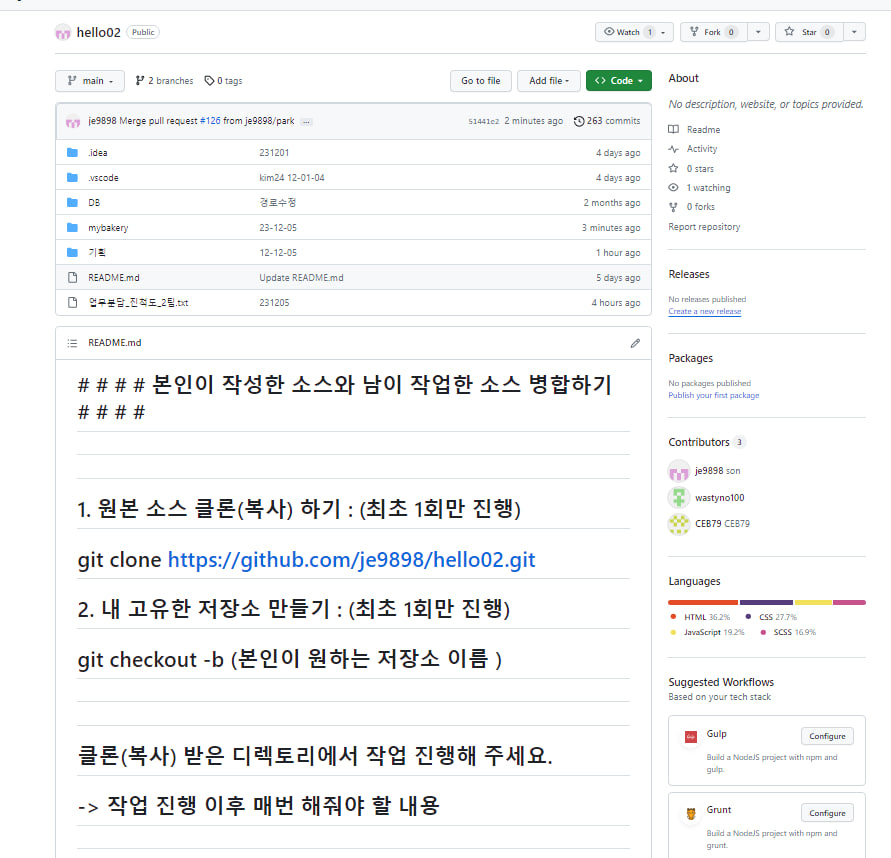 hello02 Public Watch 1 Fork 0 Star 0
main 2 branches 0 tags Go to file Add file Code
je9898 Merge pull request #126 from je9898/park ... 51441e2 2 minutes ago 263 commits
.idea 231201 4 days ago
.vscode kim24 12-01-04 4 days ago
DB 경로수정 2 months ago
mybakery 23-12-05 3 minutes ago
기획 12-12-05 1 hour ago
README.md Update README.md 5 days ago
업무분담_진척도_2팀.txt 231205 4 hours ago
README.md
# # # # 본인이 작성한 소스와 남이 작업한 소스 병합하기
# # # #
1. 원본 소스 클론(복사) 하기 : (최초 1회만 진행)
git clone https://github.com/je9898/hello02.git
2. 내 고유한 저장소 만들기 : (최초 1회만 진행)
git checkout -b (본인이 원하는 저장소 이름 )
클론(복사) 받은 디렉토리에서 작업 진행해 주세요.
-> 작업 진행 이후 매번 해줘야 할 내용
About
No description, website, or topics provided.
Readme
Activity
0 stars
1 watching
0 forks
Report repository
Releases
No releases published
Create a new release
Packages
No packages published
Publish your first package
Contributors 3
je9898 son
wastyno100
CEB79 CEB79
Languages
HTML 36.2% CSS 27.7%
JavaScript 19.2% SCSS 16.9%
Suggested Workflows
Based on your tech stack
Gulp Configure
Build a NodeJS project with npm and
gulp.
Grunt Configure
Build a NodeJS project with npm and
grunt.